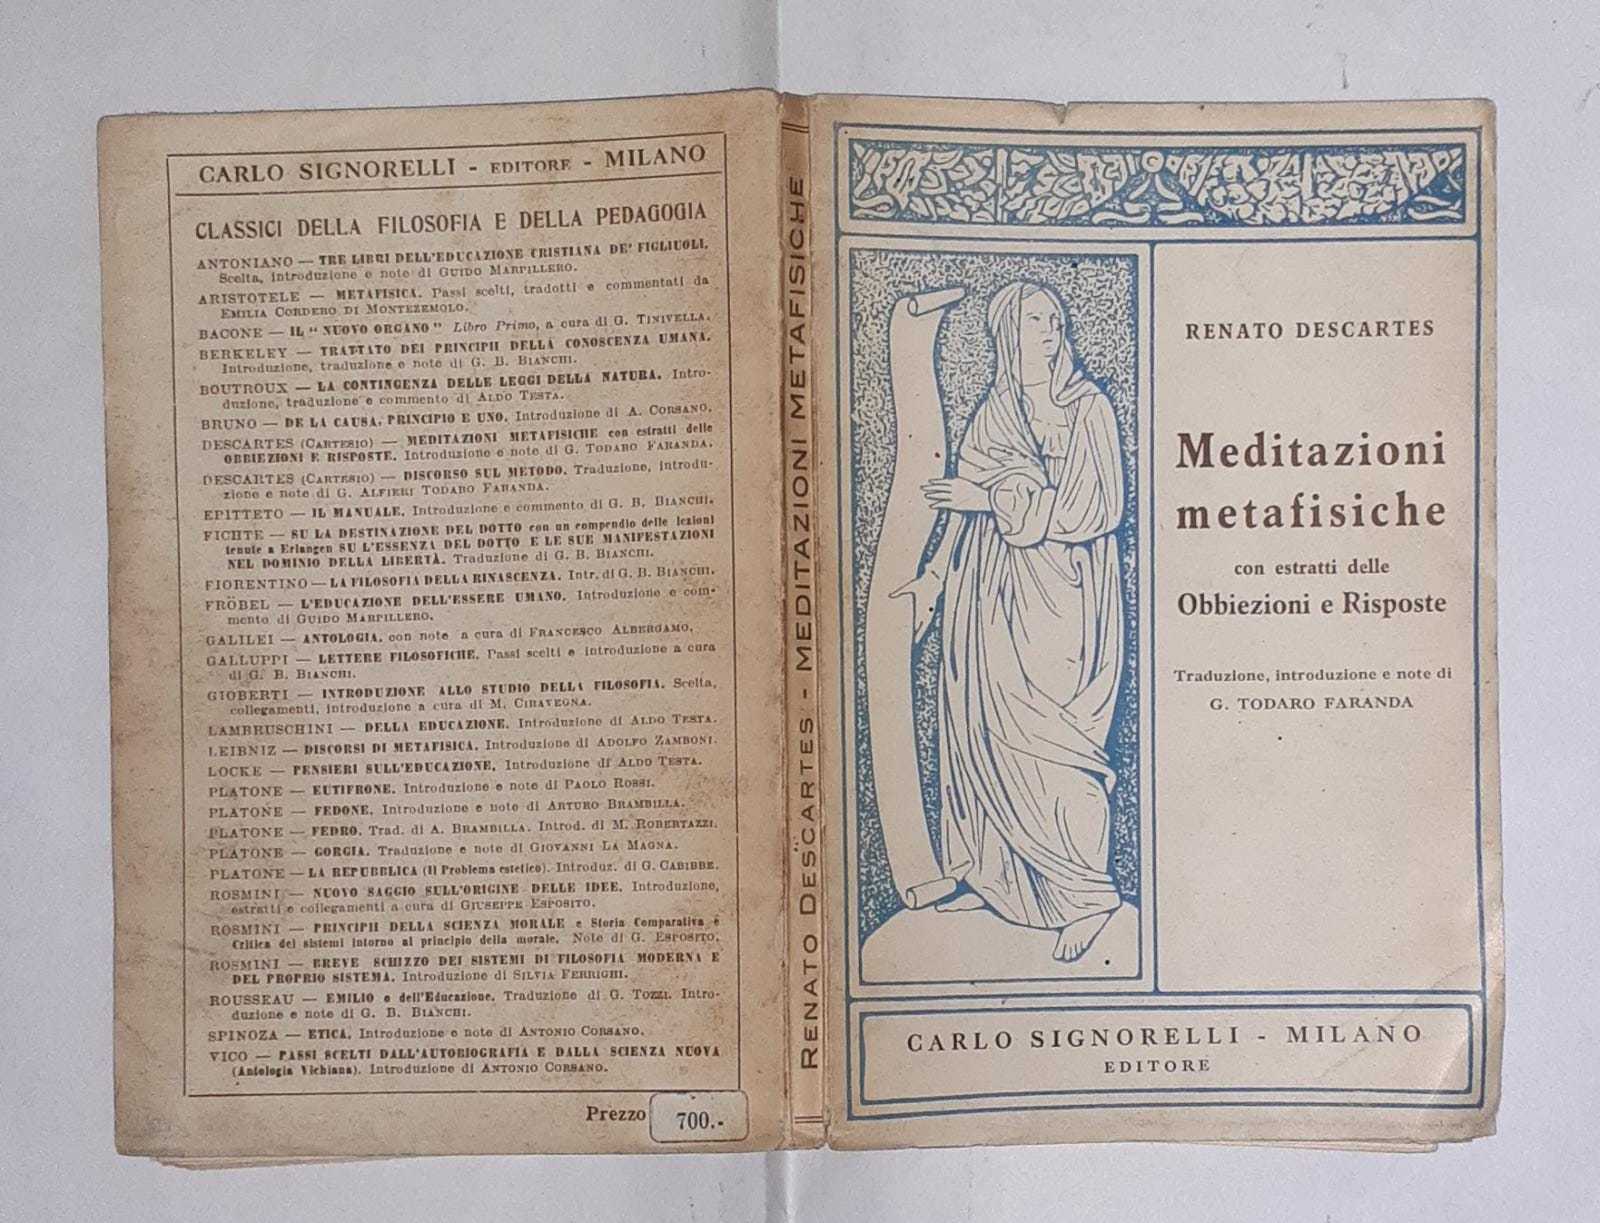 CARLO SIGNORELLI - EDITORE - MILANO
CLASSICI DELLA FILOSOFIA E DELLA PEDAGOGIA
ANTONIANO — TRE LIBRI DELL'EDUCAZIONE CRISTIANA DE' FIGLIUOLI.
Scelta, introduzione e note di GUIDO MARPILLERO.
ARISTOTELE — METAFISICA. Passi scelti, tradotti e commentati da
EMILIA CORDERO DI MONTEZEMOLO.
BACONE — IL "NUOVO ORGANO" Libro Primo, a cura di G. TINIVELLA.
BERKELEY — TRATTATO DEI PRINCIPII DELLA CONOSCENZA UMANA.
Introduzione, traduzione e note di G. B. BIANCHI.
BOUTROUX — LA CONTINGENZA DELLE LEGGI DELLA NATURA. Intro-
duzione, traduzione e commento di ALDO TESTA.
BRUNO — DE LA CAUSA, PRINCIPIO E UNO. Introduzione di A. CORSANO.
DESCARTES (CARTESIO) — MEDITAZIONI METAFISICHE con estratti delle
OBBIEZIONI E RISPOSTE. Introduzione e note di G. TODARO FARANDA.
DESCARTES (CARTESIO) — DISCORSO SUL METODO. Traduzione, introdu-
zione e note di G. ALFIERI TODARO FARANDA.
EPITTETO — IL MANUALE. Introduzione e commento di G. B. BIANCHI.
FICHTE — SU LA DESTINAZIONE DEL DOTTO con un compendio delle lezioni
tenute a Erlangen SU L'ESSENZA DEL DOTTO E LE SUE MANIFESTAZIONI
NEL DOMINIO DELLA LIBERTÀ. Traduzione di G. B. BIANCHI.
FIORENTINO — LA FILOSOFIA DELLA RINASCENZA. Intr. di G. B. BIANCHI.
FRÖBEL — L'EDUCAZIONE DELL'ESSERE UMANO. Introduzione e com-
mento di GUIDO MARPILLERO.
GALILEI — ANTOLOGIA, con note a cura di FRANCESCO ALBERGAMO.
GALLUPPI — LETTERE FILOSOFICHE. Passi scelti e introduzione a cura
di G. B. BIANCHI.
GIOBERTI — INTRODUZIONE ALLO STUDIO DELLA FILOSOFIA. Scelta,
collegamenti, introduzione a cura di M. CIRAVEGNA.
LAMBRUSCHINI — DELLA EDUCAZIONE. Introduzione di ALDO TESTA.
LEIBNIZ — DISCORSI DI METAFISICA. Introduzione di ADOLFO ZAMBONI.
LOCKE — PENSIERI SULL'EDUCAZIONE. Introduzione di ALDO TESTA.
PLATONE — EUTIFRONE. Introduzione e note di PAOLO ROSSI.
PLATONE — FEDONE. Introduzione e note di ARTURO BRAMBILLA.
PLATONE — FEDRO. Trad. di A. BRAMBILLA. Introd. di M. ROBERTAZZI.
PLATONE — GORGIA. Traduzione e note di GIOVANNI LA MAGNA.
PLATONE — LA REPUBBLICA (Il Problema estetico). Introduz. di G. CABIBBE.
ROSMINI — NUOVO SAGGIO SULL'ORIGINE DELLE IDEE. Introduzione,
estratti e collegamenti a cura di GIUSEPPE ESPOSITO.
ROSMINI — PRINCIPII DELLA SCIENZA MORALE e Storia Comparativa e
Critica dei sistemi intorno al principio della morale. Note di G. ESPOSITO.
ROSMINI — BREVE SCHIZZO DEI SISTEMI DI FILOSOFIA MODERNA E
DEL PROPRIO SISTEMA. Introduzione di SILVIA FERRIGHI.
ROUSSEAU — EMILIO o dell'Educazione. Traduzione di G. TOZZI. Intro-
duzione e note di G. B. BIANCHI.
SPINOZA — ETICA. Introduzione e note di ANTONIO CORSANO.
VICO — PASSI SCELTI DALL'AUTOBIOGRAFIA E DALLA SCIENZA NUOVA
(Antologia Vichiana). Introduzione di ANTONIO CORSANO.
Prezzo 700.-
RENATO DESCARTES - MEDITAZIONI METAFISICHE
RENATO DESCARTES
Meditazioni
metafisiche
con estratti delle
Obbiezioni e Risposte
Traduzione, introduzione e note di
G. TODARO FARANDA
CARLO SIGNORELLI - MILANO
EDITORE